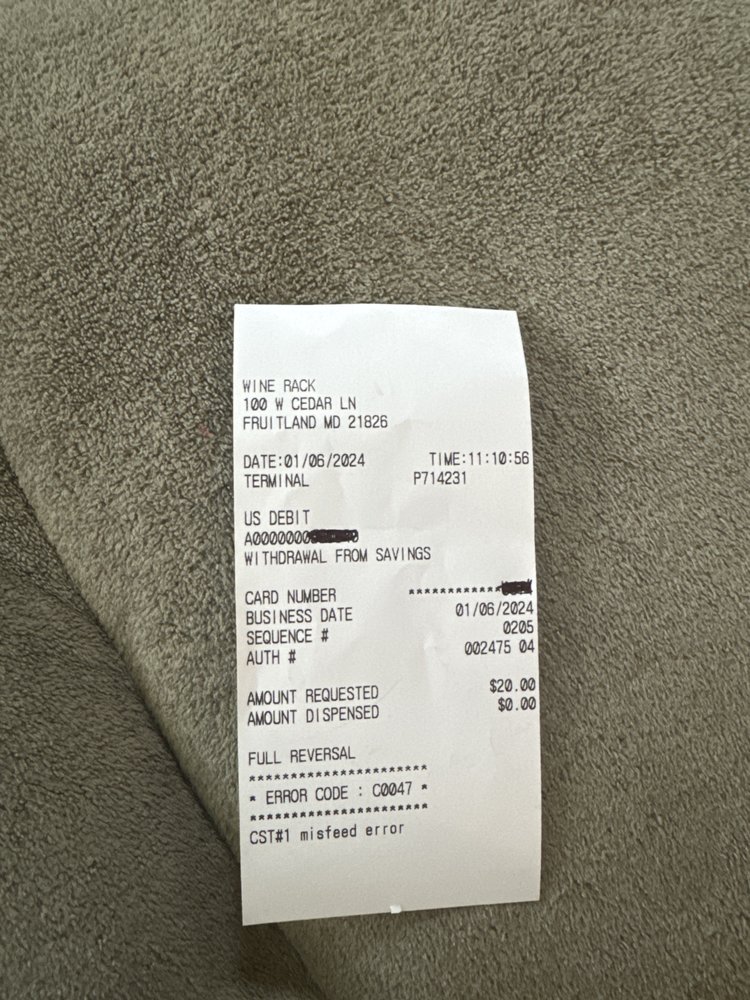 WINE RACK
100 W CEDAR LN
FRUITLAND MD 21826
DATE:01/06/2024 TIME:11:10:56
TERMINAL P714231
US DEBIT
A0000000
WITHDRAWAL FROM SAVINGS
CARD NUMBER ************
BUSINESS DATE 01/06/2024
SEQUENCE # 0205
AUTH # 002475 04
AMOUNT REQUESTED $20.00
AMOUNT DISPENSED $0.00
FULL REVERSAL
**********************
* ERROR CODE : C0047 *
**********************
CST#1 misfeed error